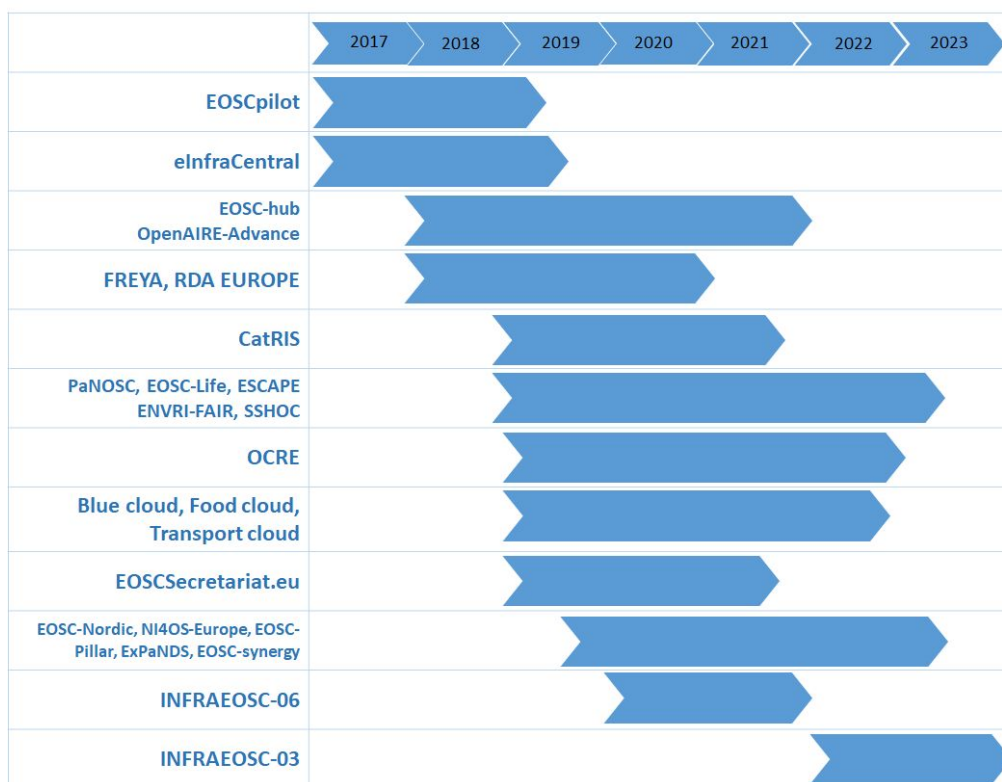 2017 2018 2019 2020 2021 2022 2023
EOSCpilot
eInfraCentral
EOSC-hub
OpenAIRE-Advance
FREYA, RDA EUROPE
CatRIS
PaNOSC, EOSC-Life, ESCAPE
ENVRI-FAIR, SSHOC
OCRE
Blue cloud, Food cloud,
Transport cloud
EOSCSecretariat.eu
EOSC-Nordic, NI4OS-Europe, EOSC-
Pillar, ExPaNDS, EOSC-synergy
INFRAEOSC-06
INFRAEOSC-03